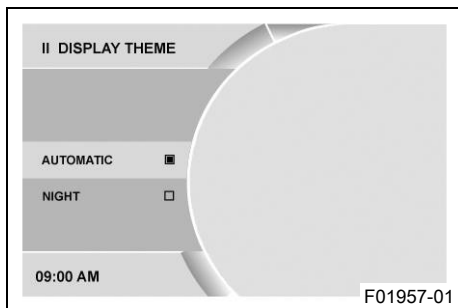 II DISPLAY THEME
AUTOMATIC
NIGHT
09:00 AM
F01957-01